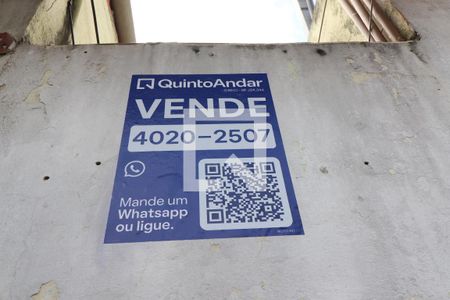 QuintoAndar
VENDE
4020-2507
Mande um
Whatsapp
ou ligue.